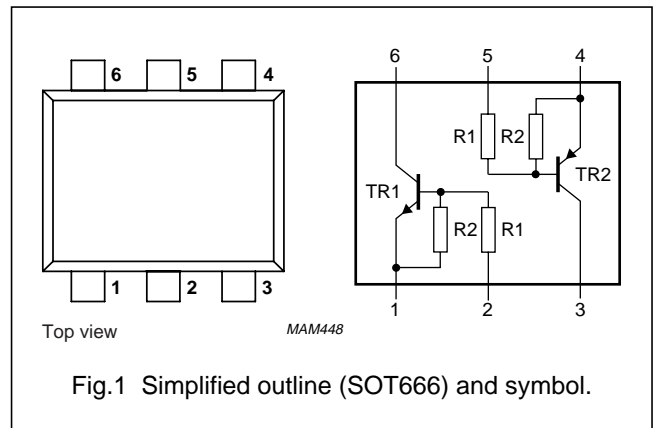 6 5 4
1 2 3
Top view
6 5 4
R1 R2
TR1 TR2
R2 R1
1 2 3
MAM448
Fig.1 Simplified outline (SOT666) and symbol.